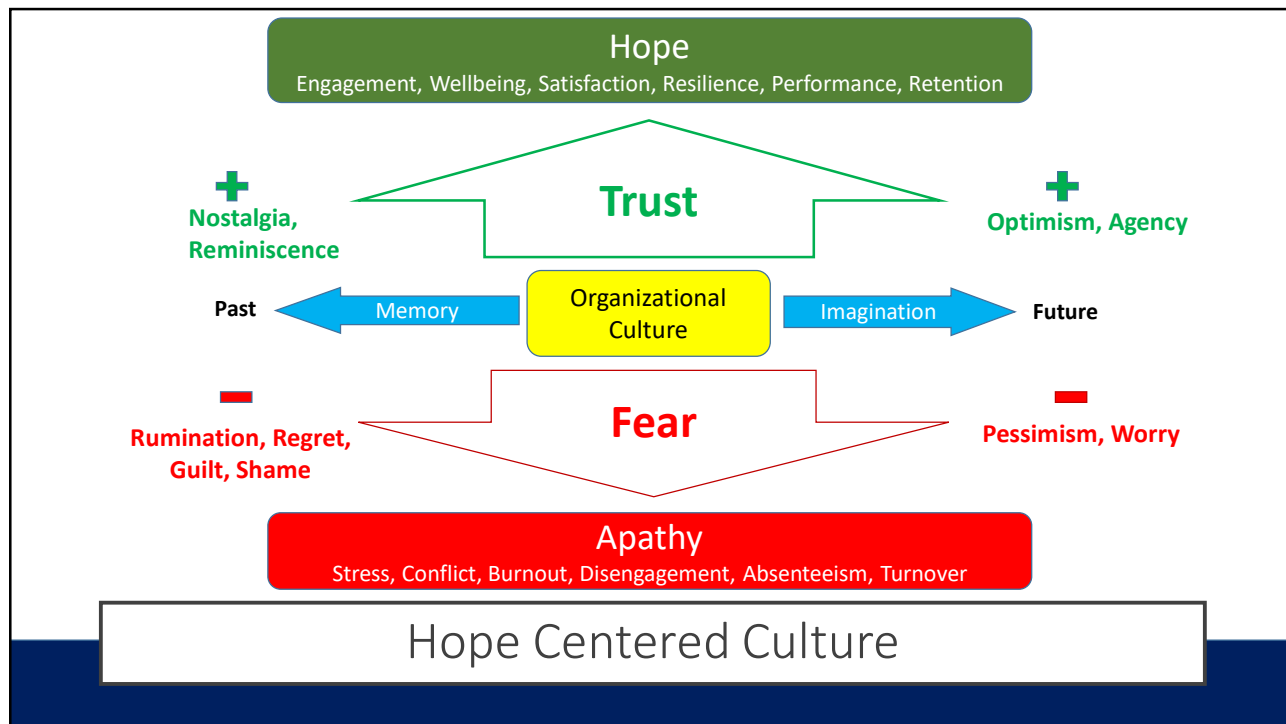 Hope
Engagement, Wellbeing, Satisfaction, Resilience, Performance, Retention
Trust
Nostalgia,
Reminiscence
Optimism, Agency
Past
Memory
Organizational
Culture
Imagination
Future
Fear
Rumination, Regret,
Guilt, Shame
Pessimism, Worry
Apathy
Stress, Conflict, Burnout, Disengagement, Absenteeism, Turnover
Hope Centered Culture